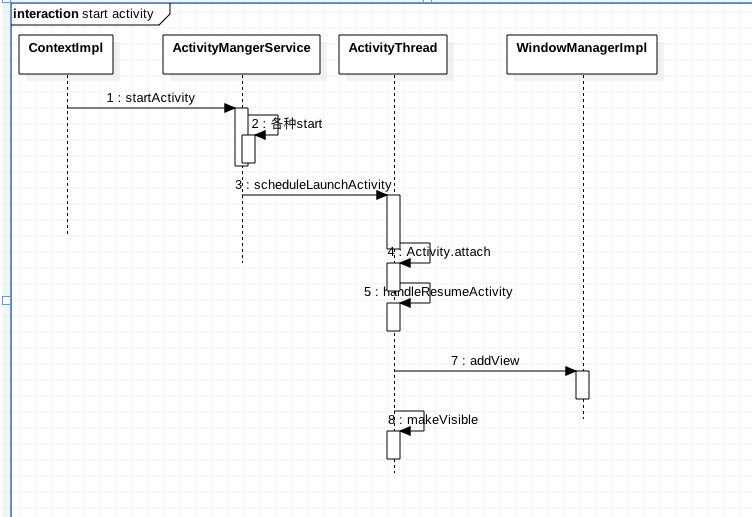 interaction start activity
ContextImpl
ActivityMangerService
ActivityThread
WindowManagerImpl
1 : startActivity
2 : 各种start
3 : scheduleLaunchActivity
4 : Activity.attach
5 : handleResumeActivity
7 : addView
8 : makeVisible